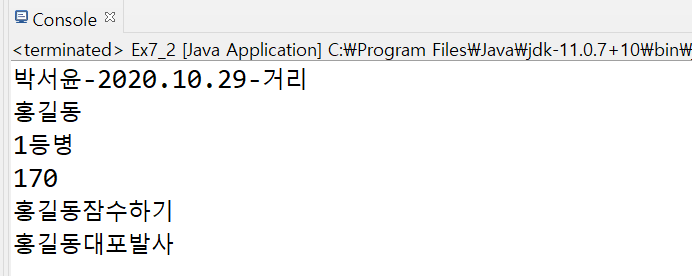 Console
<terminated> Ex7_2 [Java Application] C:₩Program Files₩Java₩jdk-11.0.7+10₩bin₩j
박서윤-2020.10.29-거리
홍길동
1등병
170
홍길동잠수하기
홍길동대포발사